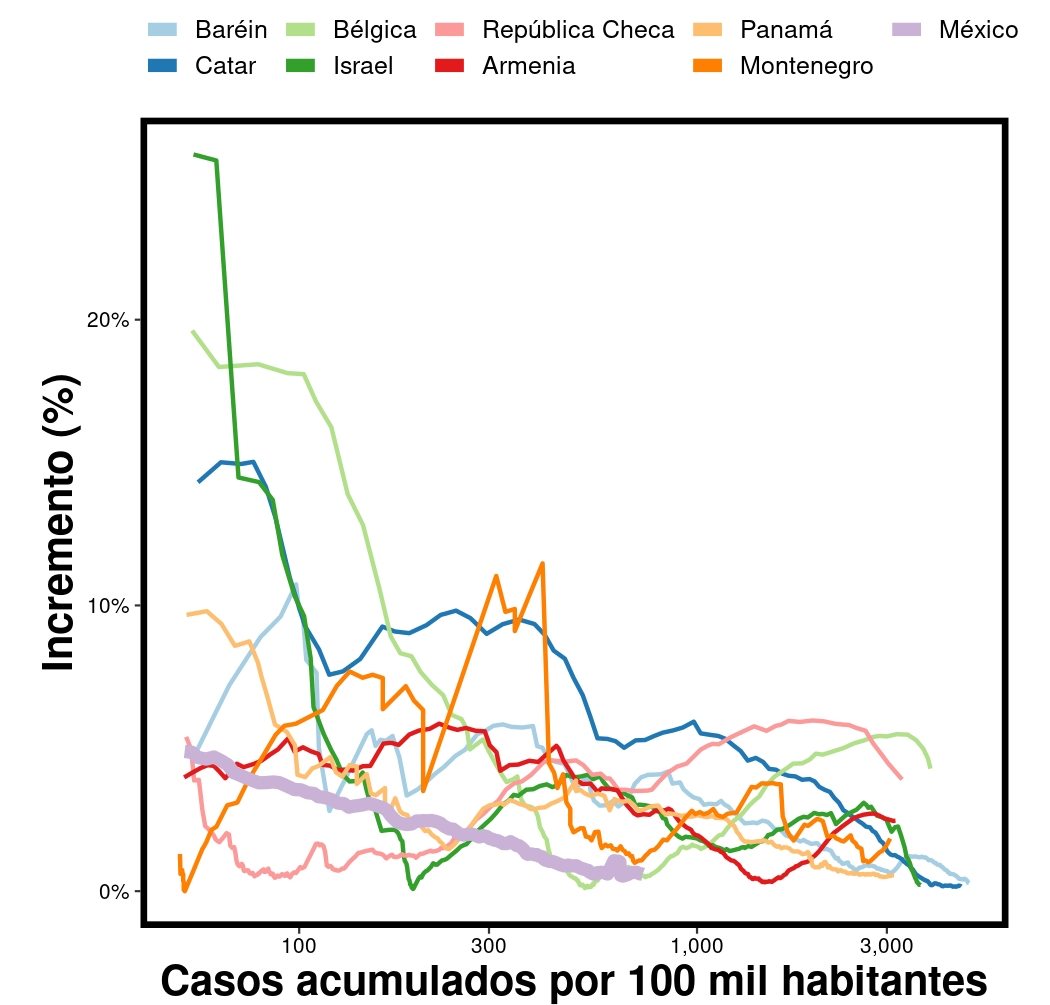 Baréin Bélgica República Checa Panamá México
Catar Israel Armenia Montenegro
20%
10%
0%
Incremento (%)
100 300 1,000 3,000
Casos acumulados por 100 mil habitantes